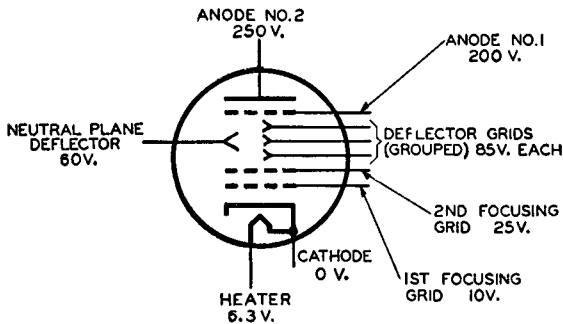 ANODE NO.2
250 V.
ANODE NO.1
200 V.
NEUTRAL PLANE
DEFLECTOR
60V.
DEFLECTOR GRIDS
(GROUPED) 85V. EACH
2ND FOCUSING
GRID 25V.
CATHODE
0 V.
1ST FOCUSING
GRID 10V.
HEATER
6.3V.